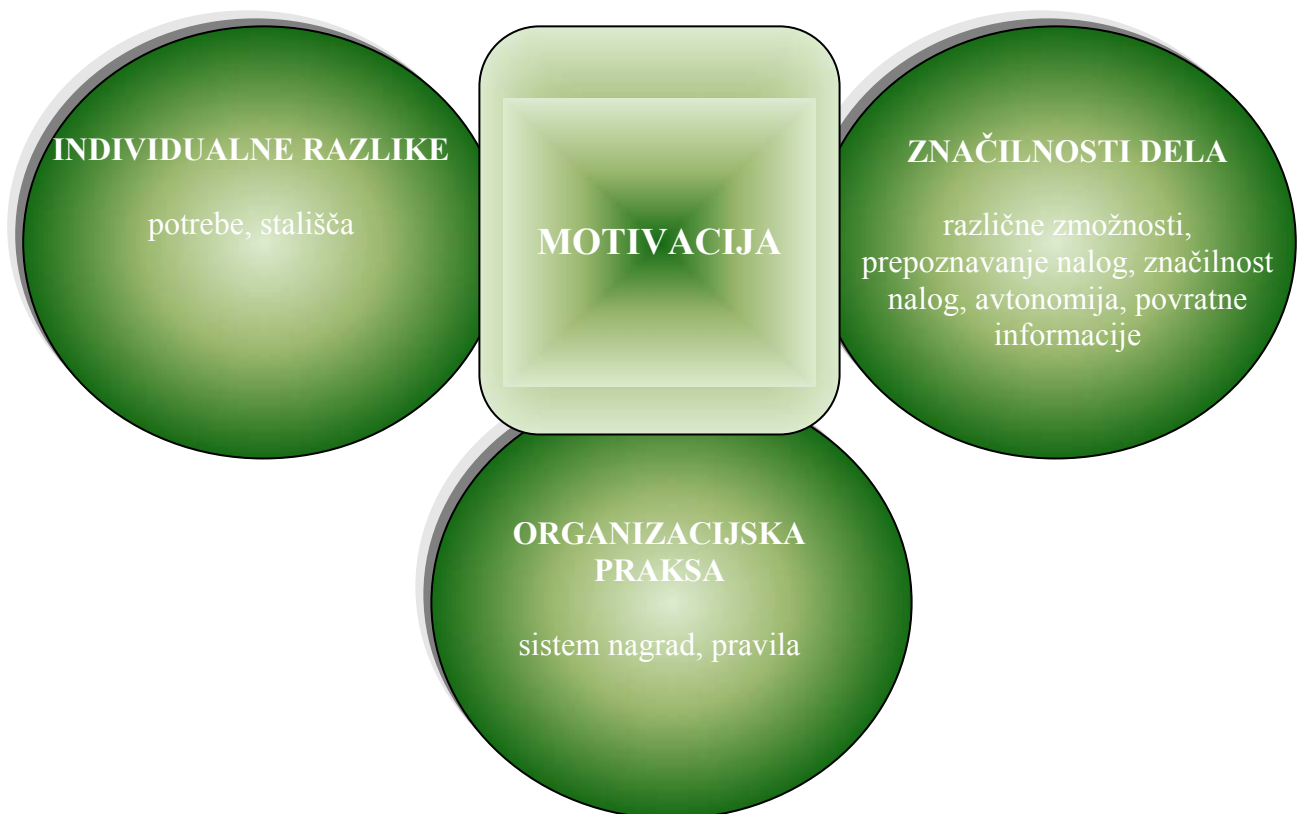 INDIVIDUALNE RAZLIKE
potrebe, stališča
MOTIVACIJA
ZNAČILNOSTI DELA
različne zmožnosti,
prepoznavanje nalog, značilnost
nalog, avtonomija, povratne
informacije
ORGANIZACIJSKA
PRAKSA
sistem nagrad, pravila